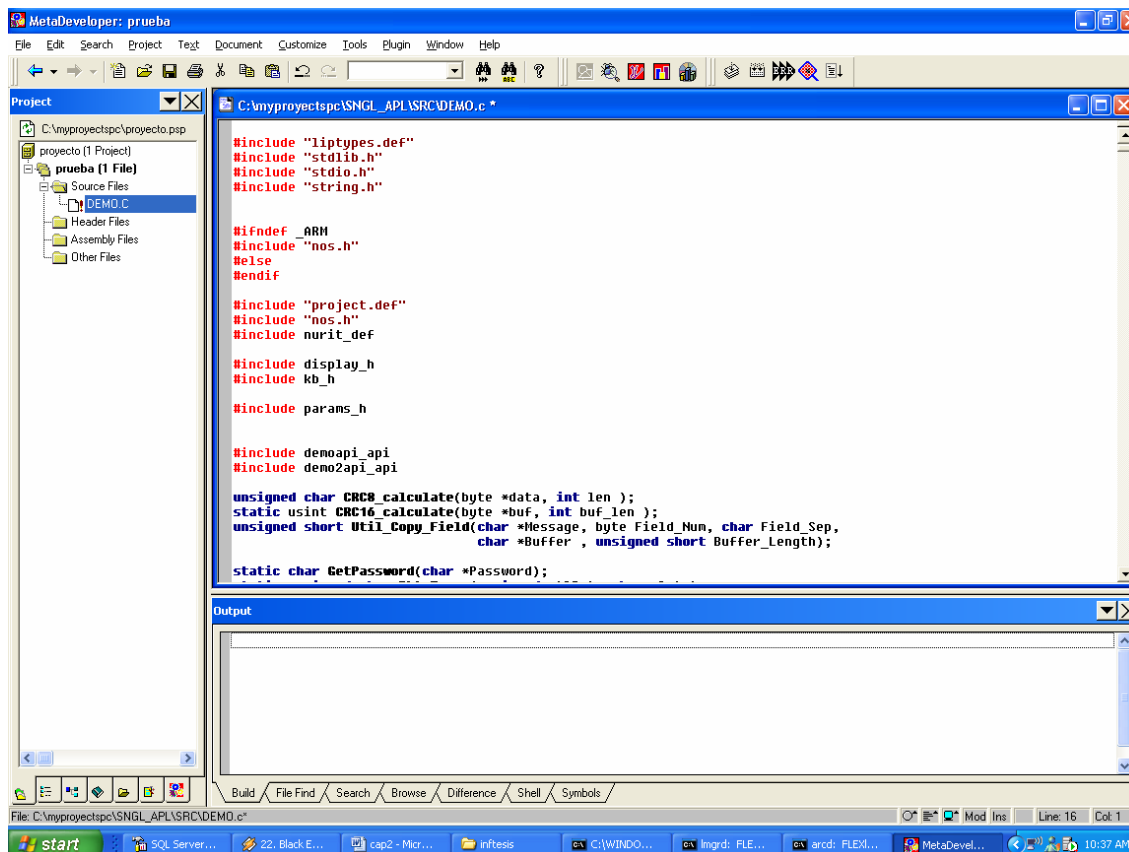 MetaDeveloper: prueba
File Edit Search Project Text Document Customize Tools Plugin Window Help
Project
C:\myproyectspc\proyecto.psp
proyecto (1 Project)
prueba (1 File)
Source Files
DEMO.C
Header Files
Assembly Files
Other Files
C:\myproyectspc\SNGL_APL\SRC\DEMO.c *
#include "liptypes.def"
#include "stdlib.h"
#include "stdio.h"
#include "string.h"
#ifndef _ARM
#include "nos.h"
#else
#endif
#include "project.def"
#include "nos.h"
#include nurit_def
#include display_h
#include kb_h
#include params_h
#include demoapi_api
#include demo2api_api
unsigned char CRC8_calculate(byte *data, int len );
static usint CRC16_calculate(byte *buf, int buf_len );
unsigned short Util_Copy_Field(char *Message, byte Field_Num, char Field_Sep,
char *Buffer , unsigned short Buffer_Length);
static char GetPassword(char *Password);
Output
Build File Find Search Browse Difference Shell Symbols
File: C:\myproyectspc\SNGL_APL\SRC\DEMO.c* Mod Ins Line: 16 Col: 1
start SQL Server... 22. Black E... cap2 - Micr... inftesis C:\WINDO... lmgrd: FLE... arcd: FLEXl... MetaDevel... 10:37 AM